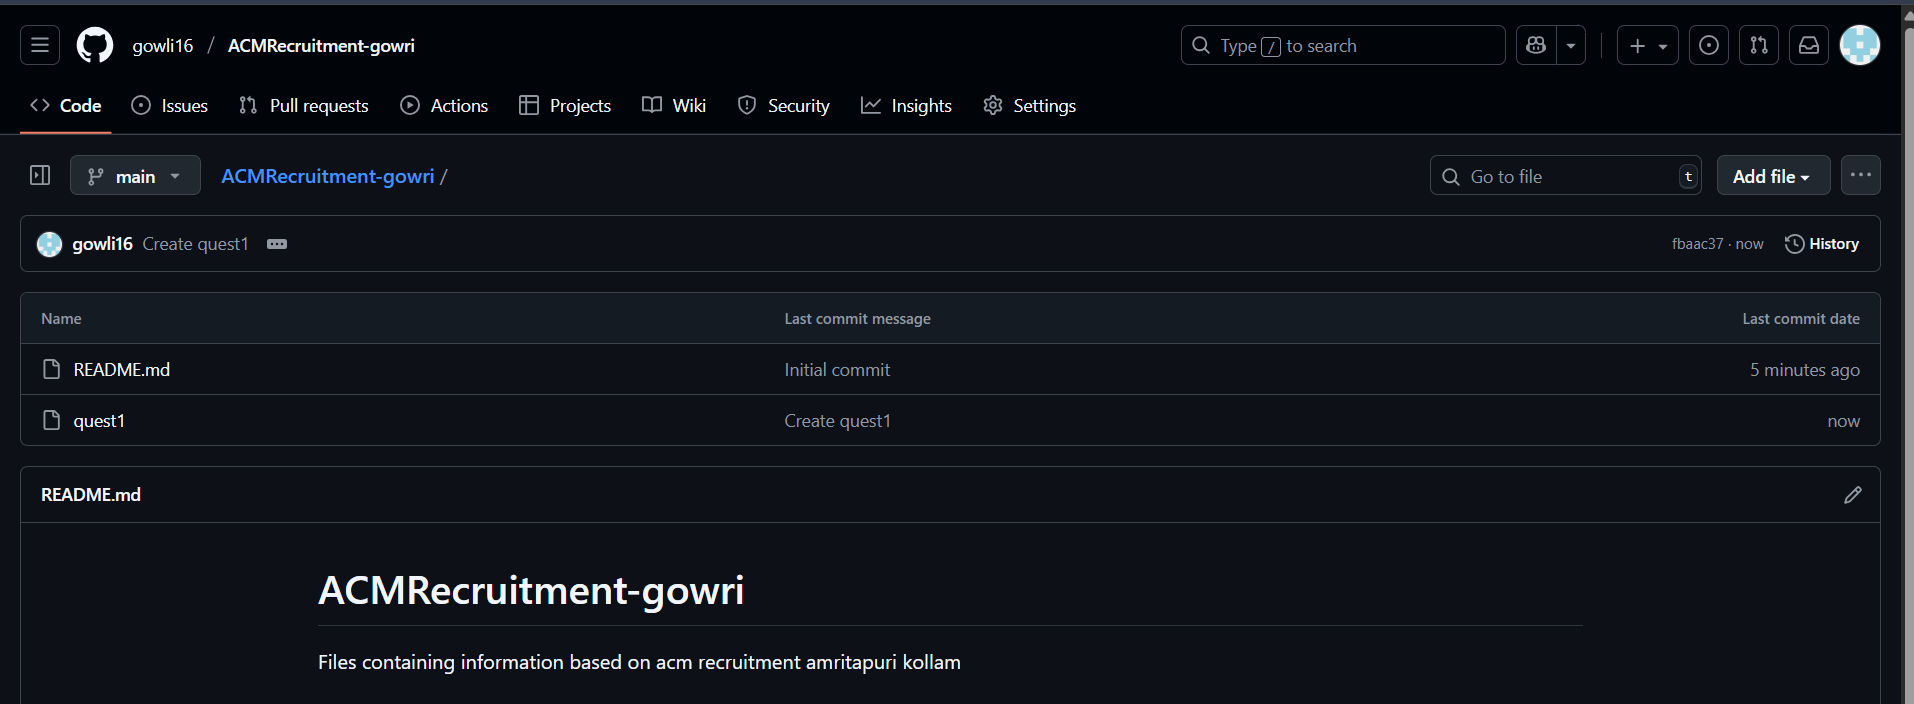 gowli16 / ACMRecruitment-gowri
Type / to search
Code Issues Pull requests Actions Projects Wiki Security Insights Settings
main ACMRecruitment-gowri /
Go to file t Add file
gowli16 Create quest1
fbaac37 · now History
Name Last commit message Last commit date
README.md Initial commit 5 minutes ago
quest1 Create quest1 now
README.md
ACMRecruitment-gowri
Files containing information based on acm recruitment amritapuri kollam